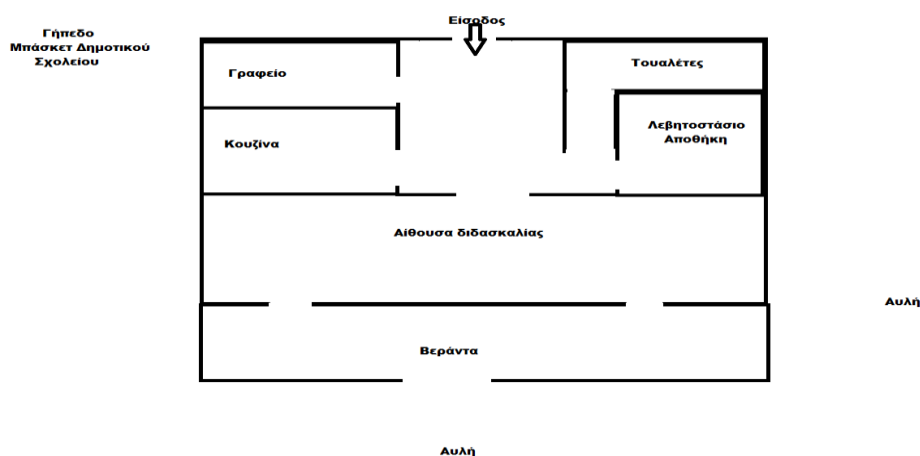 Είσοδος
Γήπεδο
Μπάσκετ Δημοτικού
Σχολείου
Γραφείο
Τουαλέτες
Κουζίνα
Λεβητοστάσιο
Αποθήκη
Αίθουσα διδασκαλίας
Αυλή
Βεράντα
Αυλή